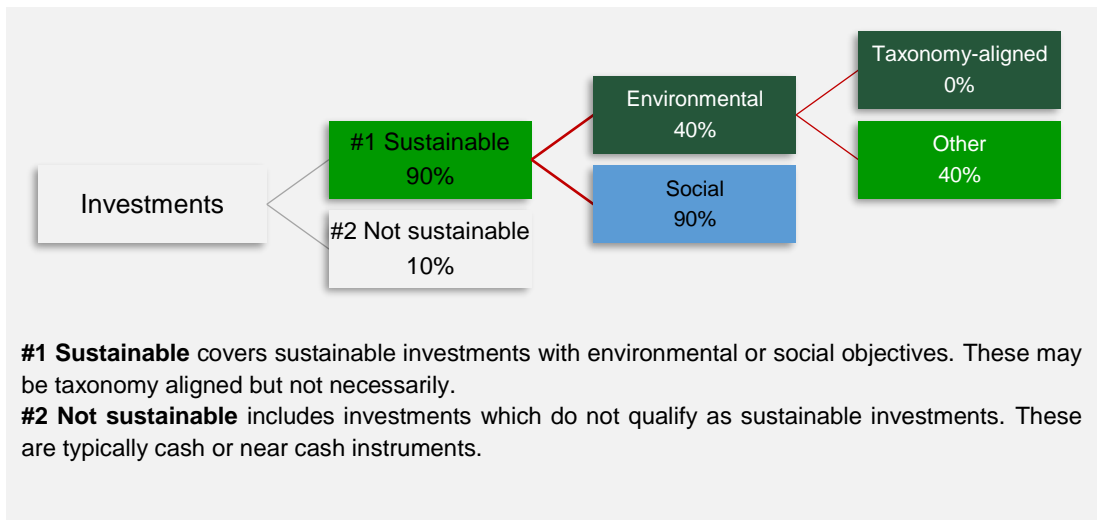 Investments
#1 Sustainable
90%
#2 Not sustainable
10%
Environmental
40%
Social
90%
Taxonomy-aligned
0%
Other
40%
#1 Sustainable covers sustainable investments with environmental or social objectives. These may
be taxonomy aligned but not necessarily.
#2 Not sustainable includes investments which do not qualify as sustainable investments. These
are typically cash or near cash instruments.